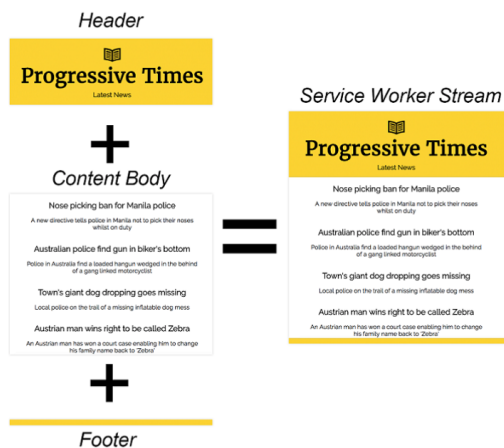 Header
Progressive Times
Latest News
+
Content Body
Nose picking ban for Manila police
A new directive tells police in Manila not to pick their noses
whilst on duty
Australian police find gun in biker's bottom
Police in Australia find a loaded hangun wedged in the behind
of a gang linked motorcyclist
Town's giant dog dropping goes missing
Local police on the trail of a missing inflatable dog mess
Austrian man wins right to be called Zebra
An Austrian man has won a court case enabling him to change
his family name back to 'Zebra'
+
Footer
=
Service Worker Stream
Progressive Times
Latest News
Nose picking ban for Manila police
A new directive tells police in Manila not to pick their noses
whilst on duty
Australian police find gun in biker's bottom
Police in Australia find a loaded hangun wedged in the behind
of a gang linked motorcyclist
Town's giant dog dropping goes missing
Local police on the trail of a missing inflatable dog mess
Austrian man wins right to be called Zebra
An Austrian man has won a court case enabling him to change
his family name back to 'Zebra'